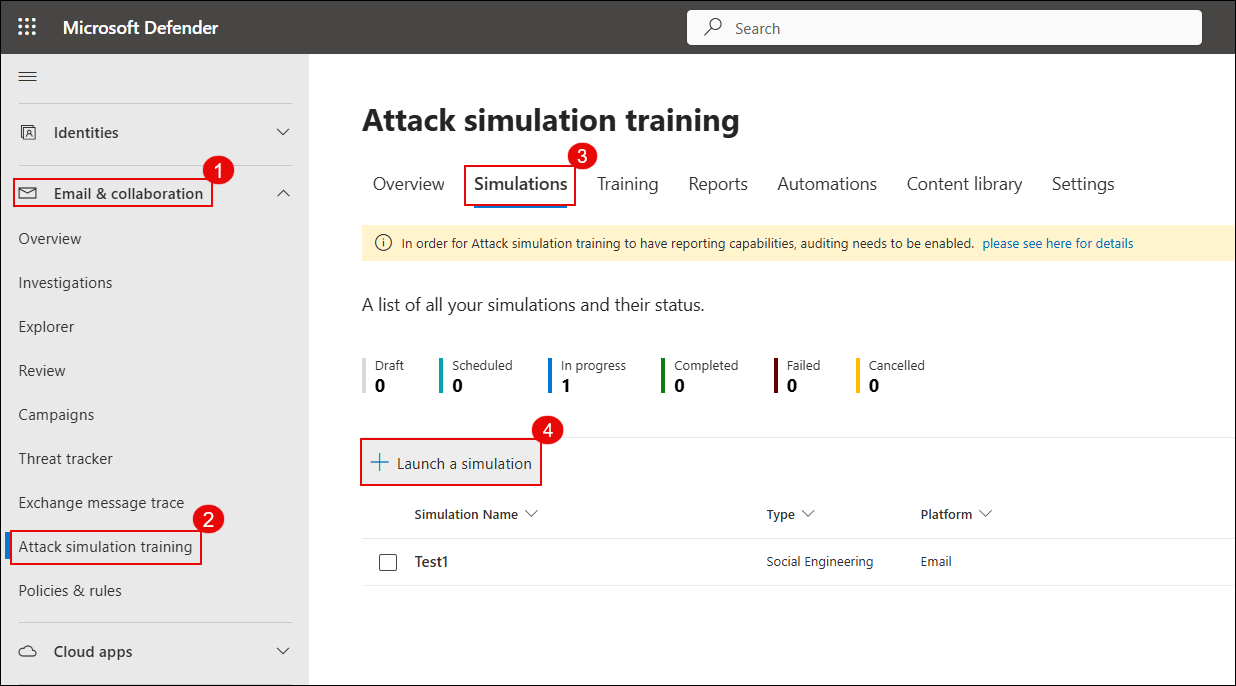 Microsoft Defender
Search
Identities
1
Email & collaboration
Overview
Investigations
Explorer
Review
Campaigns
Threat tracker
Exchange message trace
2
Attack simulation training
Policies & rules
Cloud apps
Attack simulation training
3
Overview Simulations Training Reports Automations Content library Settings
In order for Attack simulation training to have reporting capabilities, auditing needs to be enabled. please see here for details
A list of all your simulations and their status.
Draft Scheduled In progress Completed Failed Cancelled
0 0 1 0 0 0
4
Launch a simulation
Simulation Name Type Platform
Test1 Social Engineering Email